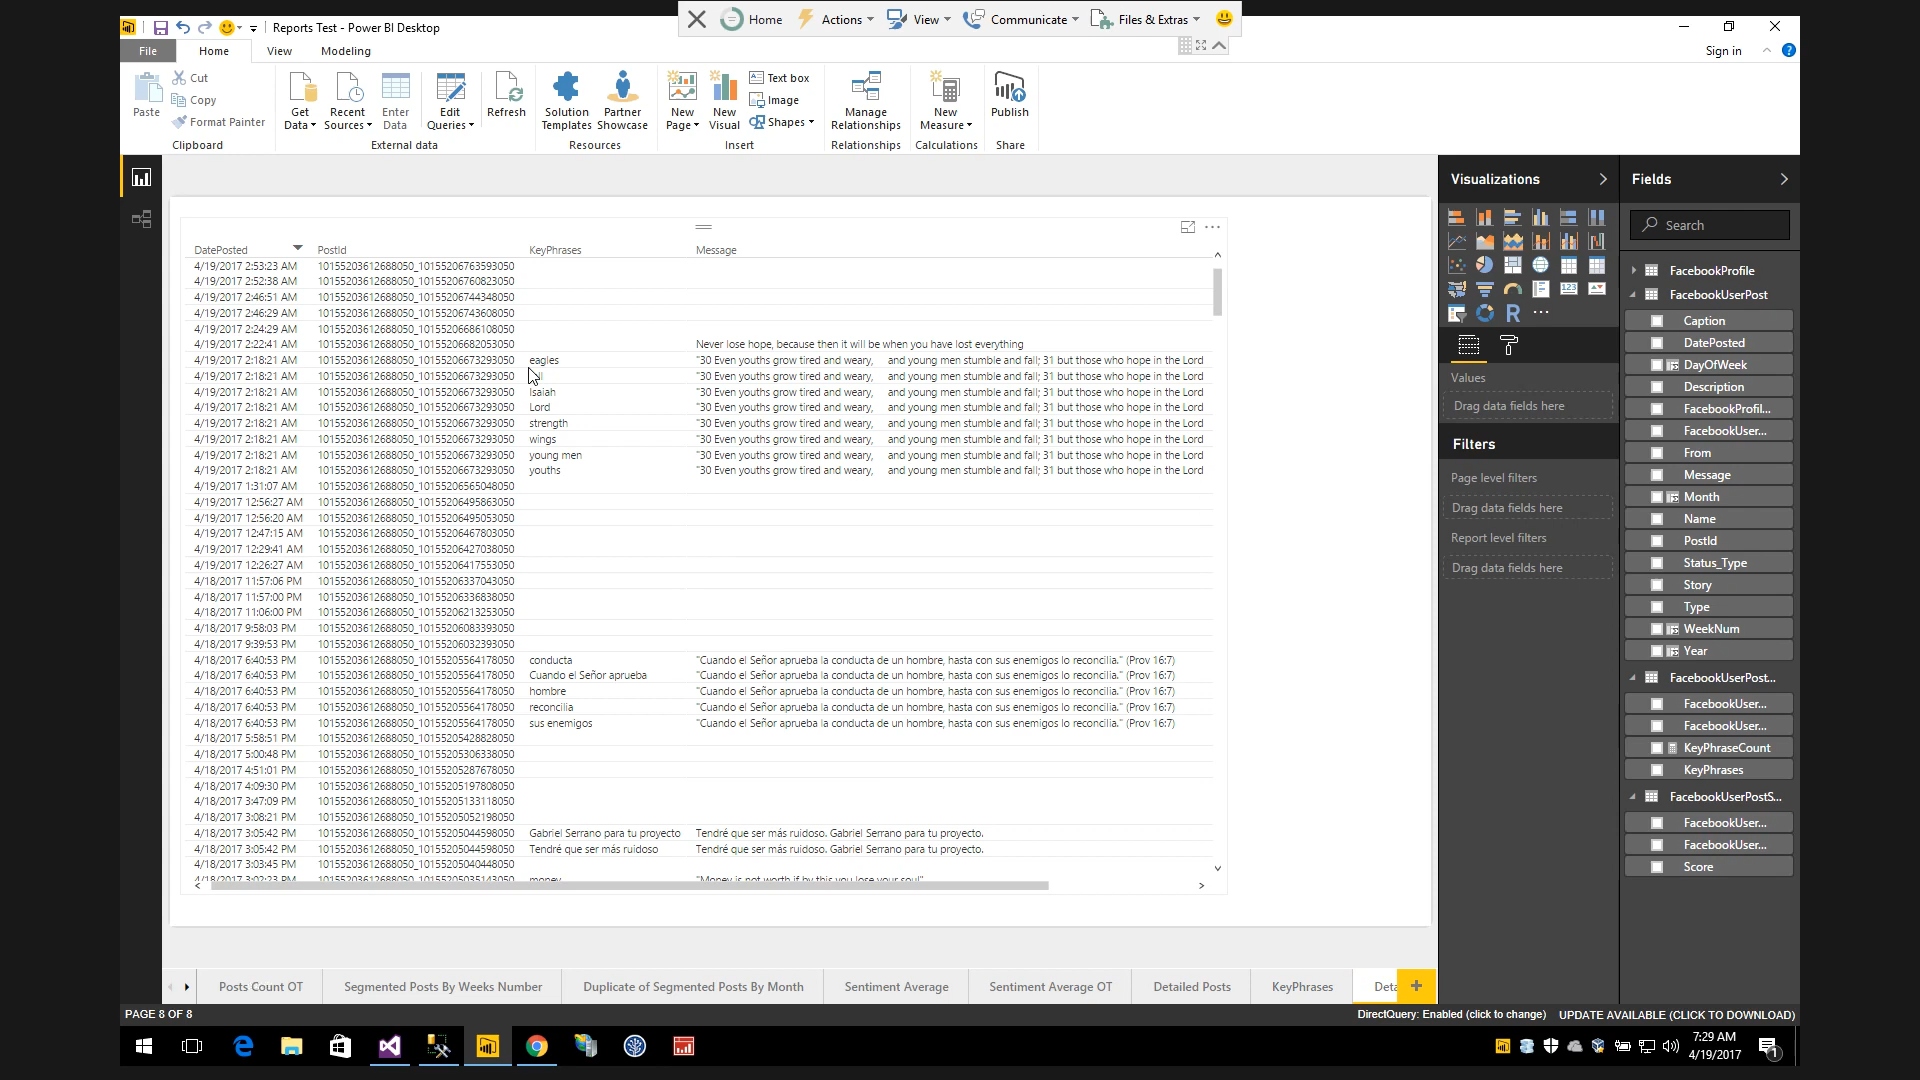 Reports Test - Power BI Desktop
Home Actions View Communicate Files & Extras
File Home View Modeling
Sign in
Paste Cut Copy Format Painter
Get Data Recent Sources Enter Data Edit Queries Refresh
Solution Templates Partner Showcase
New Page New Visual Text box Image Shapes
Manage Relationships New Measure Publish
Clipboard External data Resources Insert Relationships Calculations Share
DatePosted PostId KeyPhrases Message
4/19/2017 2:53:23 AM 10155203612688050_10155206763593050
4/19/2017 2:52:38 AM 10155203612688050_10155206760823050
4/19/2017 2:46:51 AM 10155203612688050_10155206744348050
4/19/2017 2:46:29 AM 10155203612688050_10155206743608050
4/19/2017 2:24:29 AM 10155203612688050_10155206686108050
4/19/2017 2:22:41 AM 10155203612688050_10155206682053050 Never lose hope, because then it will be when you have lost everything
4/19/2017 2:18:21 AM 10155203612688050_10155206673293050 eagles "30 Even youths grow tired and weary, and young men stumble and fall; 31 but those who hope in the Lord
4/19/2017 2:18:21 AM 10155203612688050_10155206673293050 "30 Even youths grow tired and weary, and young men stumble and fall; 31 but those who hope in the Lord
4/19/2017 2:18:21 AM 10155203612688050_10155206673293050 Isaiah "30 Even youths grow tired and weary, and young men stumble and fall; 31 but those who hope in the Lord
4/19/2017 2:18:21 AM 10155203612688050_10155206673293050 Lord "30 Even youths grow tired and weary, and young men stumble and fall; 31 but those who hope in the Lord
4/19/2017 2:18:21 AM 10155203612688050_10155206673293050 strength "30 Even youths grow tired and weary, and young men stumble and fall; 31 but those who hope in the Lord
4/19/2017 2:18:21 AM 10155203612688050_10155206673293050 wings "30 Even youths grow tired and weary, and young men stumble and fall; 31 but those who hope in the Lord
4/19/2017 2:18:21 AM 10155203612688050_10155206673293050 young men "30 Even youths grow tired and weary, and young men stumble and fall; 31 but those who hope in the Lord
4/19/2017 2:18:21 AM 10155203612688050_10155206673293050 youths "30 Even youths grow tired and weary, and young men stumble and fall; 31 but those who hope in the Lord
4/19/2017 1:31:07 AM 10155203612688050_10155206565048050
4/19/2017 12:56:27 AM 10155203612688050_10155206495863050
4/19/2017 12:56:20 AM 10155203612688050_10155206495053050
4/19/2017 12:47:15 AM 10155203612688050_10155206467803050
4/19/2017 12:29:41 AM 10155203612688050_10155206427038050
4/19/2017 12:26:27 AM 10155203612688050_10155206417553050
4/18/2017 11:57:06 PM 10155203612688050_10155206337043050
4/18/2017 11:57:00 PM 10155203612688050_10155206336838050
4/18/2017 11:06:00 PM 10155203612688050_10155206213253050
4/18/2017 9:58:03 PM 10155203612688050_10155206083393050
4/18/2017 9:39:53 PM 10155203612688050_10155206032393050
4/18/2017 6:40:53 PM 10155203612688050_10155205564178050 conducta "Cuando el Señor aprueba la conducta de un hombre, hasta con sus enemigos lo reconcilia." (Prov 16:7)
4/18/2017 6:40:53 PM 10155203612688050_10155205564178050 Cuando el Señor aprueba "Cuando el Señor aprueba la conducta de un hombre, hasta con sus enemigos lo reconcilia." (Prov 16:7)
4/18/2017 6:40:53 PM 10155203612688050_10155205564178050 hombre "Cuando el Señor aprueba la conducta de un hombre, hasta con sus enemigos lo reconcilia." (Prov 16:7)
4/18/2017 6:40:53 PM 10155203612688050_10155205564178050 reconcilia "Cuando el Señor aprueba la conducta de un hombre, hasta con sus enemigos lo reconcilia." (Prov 16:7)
4/18/2017 6:40:53 PM 10155203612688050_10155205564178050 sus enemigos "Cuando el Señor aprueba la conducta de un hombre, hasta con sus enemigos lo reconcilia." (Prov 16:7)
4/18/2017 5:58:51 PM 10155203612688050_10155205428828050
4/18/2017 5:00:48 PM 10155203612688050_10155205306338050
4/18/2017 4:51:01 PM 10155203612688050_10155205287678050
4/18/2017 4:09:30 PM 10155203612688050_10155205197808050
4/18/2017 3:47:09 PM 10155203612688050_10155205133118050
4/18/2017 3:08:21 PM 10155203612688050_10155205052198050
4/18/2017 3:05:42 PM 10155203612688050_10155205044598050 Gabriel Serrano para tu proyecto Tendré que ser más ruidoso. Gabriel Serrano para tu proyecto.
4/18/2017 3:05:42 PM 10155203612688050_10155205044598050 Tendré que ser más ruidoso Tendré que ser más ruidoso. Gabriel Serrano para tu proyecto.
4/18/2017 3:03:45 PM 10155203612688050_10155205040448050
4/18/2017 3:02:23 PM 10155203612688050_10155205035143050 money "Money is not worth if by this you lose your soul"
Visualizations
Values
Drag data fields here
Filters
Page level filters
Drag data fields here
Report level filters
Drag data fields here
Fields
Search
FacebookProfile
FacebookUserPost
Caption
DatePosted
DayOfWeek
Description
FacebookProfil...
FacebookUser...
From
Message
Month
Name
PostId
Status_Type
Story
Type
WeekNum
Year
FacebookUserPost...
FacebookUser...
FacebookUser...
KeyPhraseCount
KeyPhrases
FacebookUserPostS...
FacebookUser...
FacebookUser...
Score
Posts Count OT Segmented Posts By Weeks Number Duplicate of Segmented Posts By Month Sentiment Average Sentiment Average OT Detailed Posts KeyPhrases Deta
PAGE 8 OF 8
DirectQuery: Enabled (click to change) UPDATE AVAILABLE (CLICK TO DOWNLOAD)
7:29 AM
4/19/2017
1